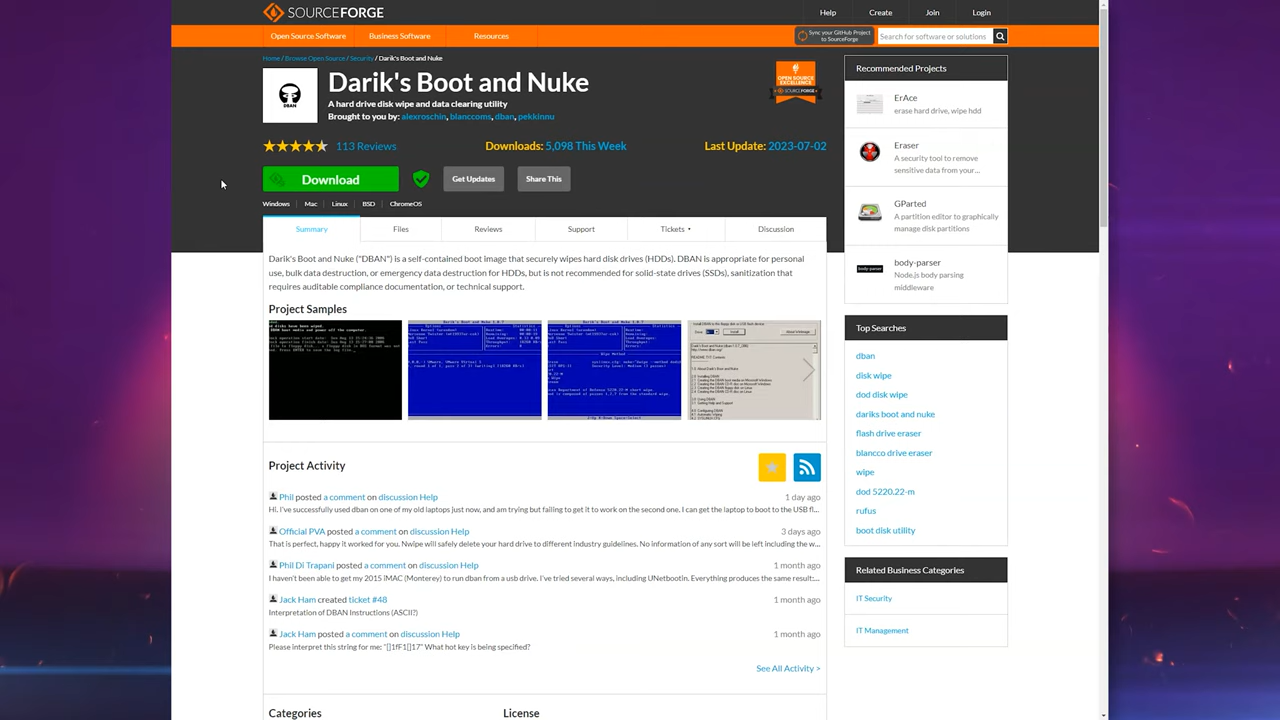 SOURCEFORGE
Help Create Join Login
Open Source Software Business Software Resources
Sync your GitHub Project to SourceForge
Search for software or solutions
Home / Browse Open Source / Security / Darik's Boot and Nuke
DBAN
Darik's Boot and Nuke
A hard drive disk wipe and data clearing utility
Brought to you by: alexroschin, blanccoms, dban, pekkinnu
OPEN SOURCE EXCELLENCE
SOURCEFORGE
113 Reviews Downloads: 5,098 This Week Last Update: 2023-07-02
Download Get Updates Share This
Windows Mac Linux BSD ChromeOS
Summary Files Reviews Support Tickets Discussion
Darik's Boot and Nuke ("DBAN") is a self-contained boot image that securely wipes hard disk drives (HDDs). DBAN is appropriate for personal
use, bulk data destruction, or emergency data destruction for HDDs, but is not recommended for solid-state drives (SSDs), sanitization that
requires auditable compliance documentation, or technical support.
Project Samples
Project Activity
Phil posted a comment on discussion Help 1 day ago
Hi. I've successfully used dban on one of my old laptops just now, and am trying but failing to get it to work on the second one. I can get the laptop to boot to the USB fl...
Official PVA posted a comment on discussion Help 3 days ago
That is perfect, happy it worked for you. Nwipe will safely delete your hard drive to different industry guidelines. No information of any sort will be left including the w...
Phil Di Trapani posted a comment on discussion Help 1 month ago
I haven't been able to get my 2015 iMAC (Monterey) to run dban from a usb drive. I've tried several ways, including UNetbootin. Everything produces the same result:...
Jack Ham created ticket #48 1 month ago
Interpretation of DBAN Instructions (ASCII?)
Jack Ham posted a comment on discussion Help 1 month ago
Please interpret this string for me: "[]1fF1[]17" What hot key is being specified?
See All Activity >
Categories License
Recommended Projects
ErAce
erase hard drive, wipe hdd
Eraser
A security tool to remove
sensitive data from your...
GParted
A partition editor to graphically
manage disk partitions
body-parser
body-parser
Node.js body parsing
middleware
Top Searches
dban
disk wipe
dod disk wipe
dariks boot and nuke
flash drive eraser
blancco drive eraser
wipe
dod 5220.22-m
rufus
boot disk utility
Related Business Categories
IT Security
IT Management